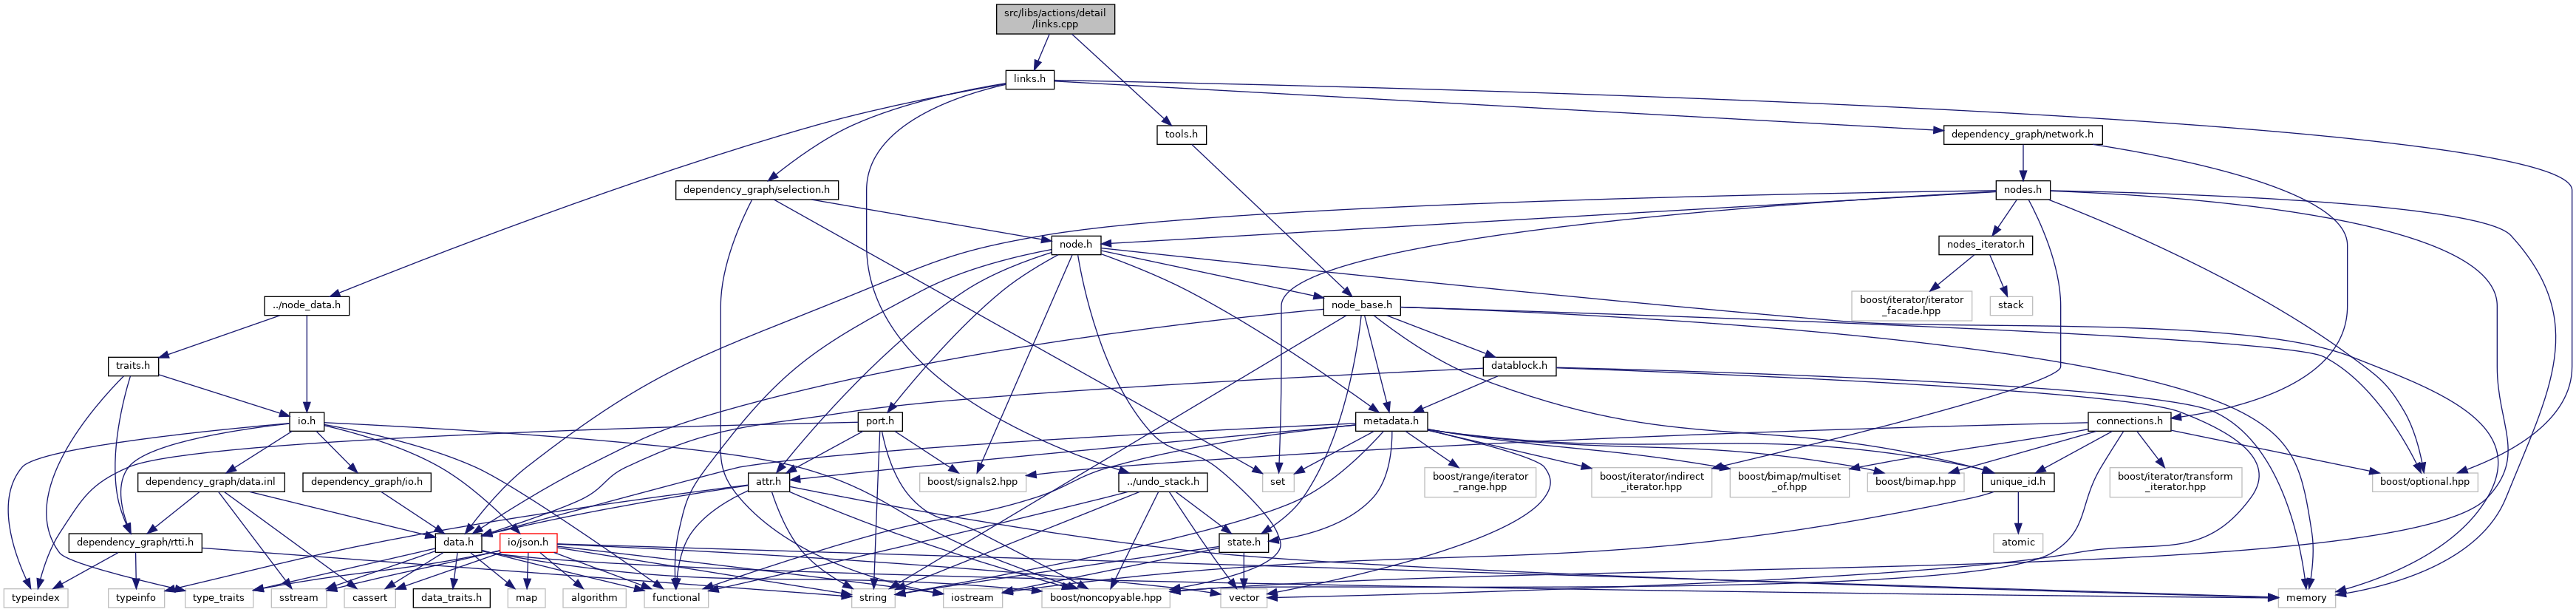 src/libs/actions/detail
/links.cpp
links.h
tools.h
dependency_graph/network.h
dependency_graph/selection.h
nodes.h
node.h
nodes_iterator.h
../node_data.h
node_base.h
boost/iterator/iterator
_facade.hpp
stack
traits.h
datablock.h
io.h
port.h
metadata.h
connections.h
dependency_graph/data.inl
dependency_graph/io.h
attr.h
boost/signals2.hpp
../undo_stack.h
set
boost/range/iterator
_range.hpp
boost/iterator/indirect
_iterator.hpp
boost/bimap/multiset
_of.hpp
boost/bimap.hpp
unique_id.h
boost/iterator/transform
_iterator.hpp
boost/optional.hpp
dependency_graph/rtti.h
data.h
io/json.h
state.h
atomic
typeindex
typeinfo
type_traits
sstream
cassert
data_traits.h
map
algorithm
functional
string
iostream
boost/noncopyable.hpp
vector
memory